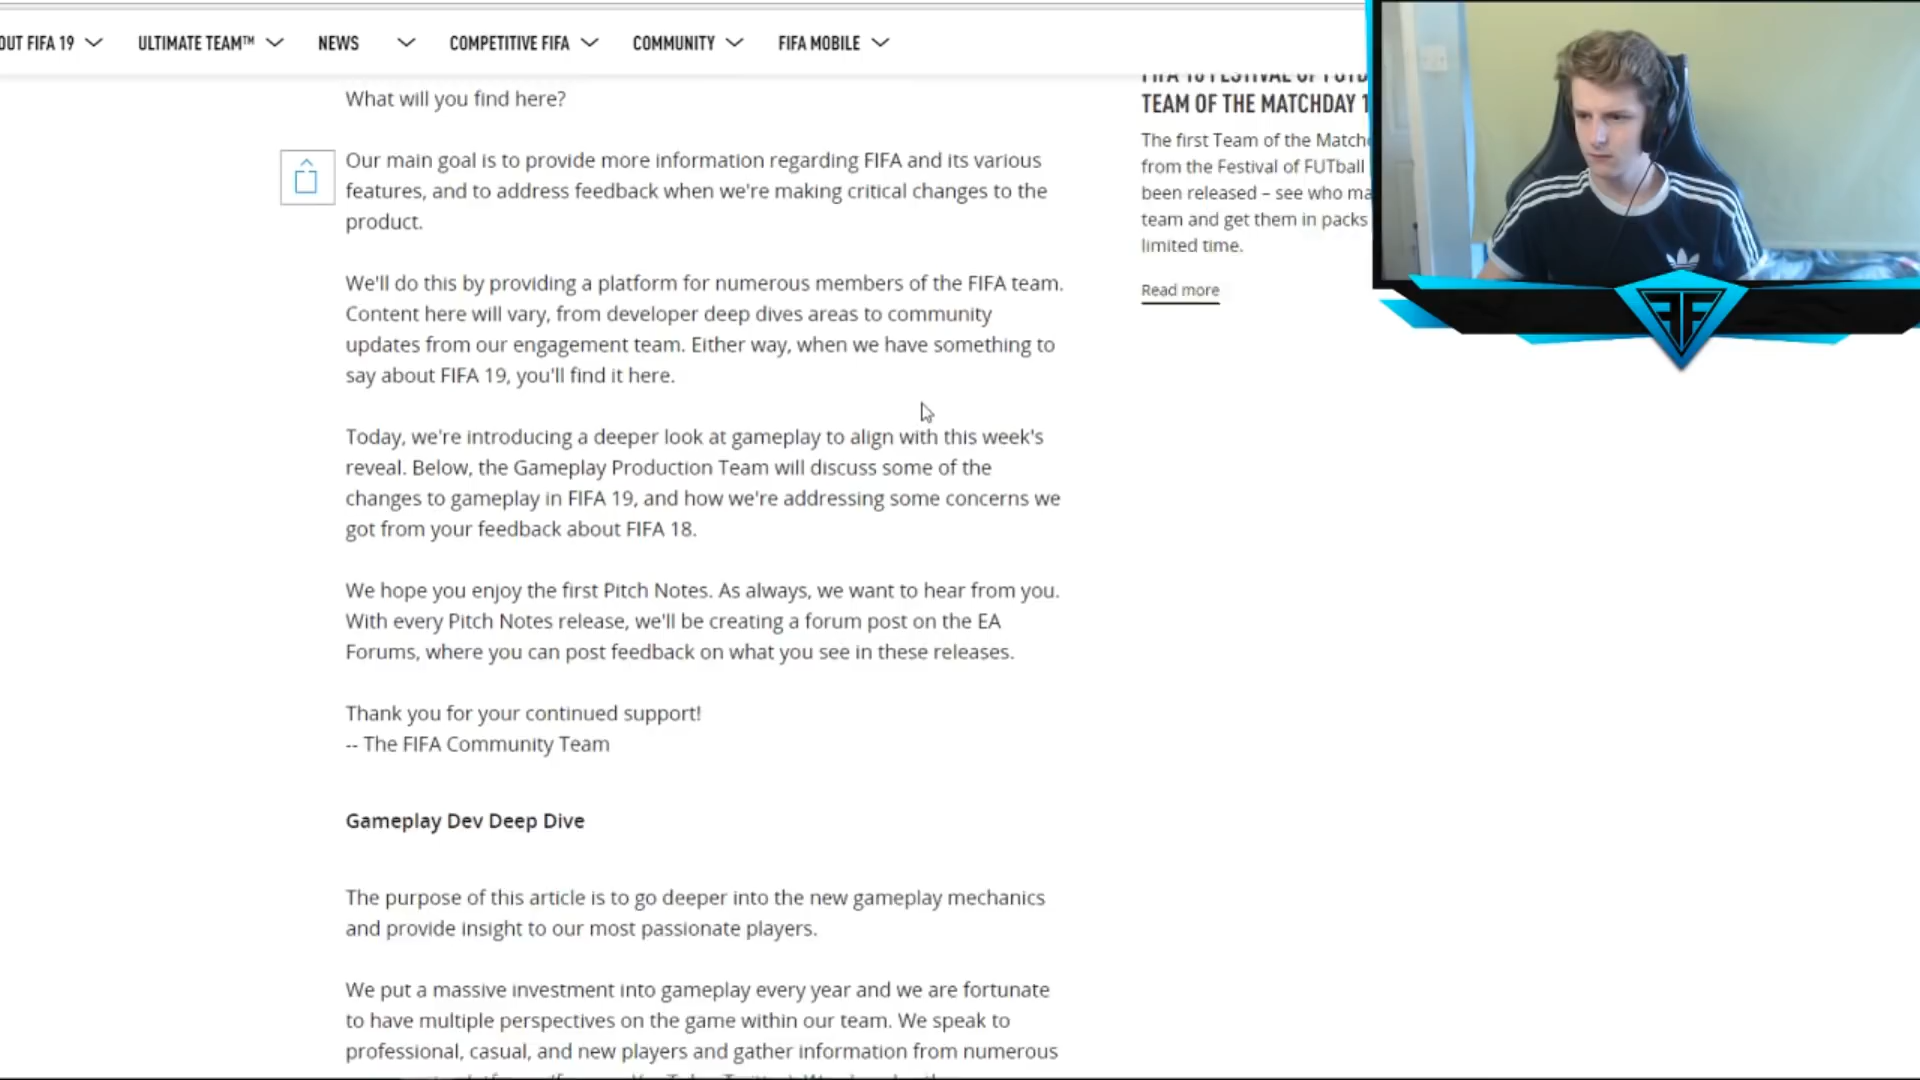 OUT FIFA 19
ULTIMATE TEAM™
NEWS
COMPETITIVE FIFA
COMMUNITY
FIFA MOBILE
What will you find here?
Our main goal is to provide more information regarding FIFA and its various
features, and to address feedback when we're making critical changes to the
product.
We'll do this by providing a platform for numerous members of the FIFA team.
Content here will vary, from developer deep dives areas to community
updates from our engagement team. Either way, when we have something to
say about FIFA 19, you'll find it here.
Today, we're introducing a deeper look at gameplay to align with this week's
reveal. Below, the Gameplay Production Team will discuss some of the
changes to gameplay in FIFA 19, and how we're addressing some concerns we
got from your feedback about FIFA 18.
We hope you enjoy the first Pitch Notes. As always, we want to hear from you.
With every Pitch Notes release, we'll be creating a forum post on the EA
Forums, where you can post feedback on what you see in these releases.
Thank you for your continued support!
-- The FIFA Community Team
Gameplay Dev Deep Dive
The purpose of this article is to go deeper into the new gameplay mechanics
and provide insight to our most passionate players.
We put a massive investment into gameplay every year and we are fortunate
to have multiple perspectives on the game within our team. We speak to
professional, casual, and new players and gather information from numerous
FIFA 18 FESTIVAL OF FUTB
TEAM OF THE MATCHDAY 1
The first Team of the Matchd
from the Festival of FUTball
been released – see who ma
team and get them in packs
limited time.
Read more